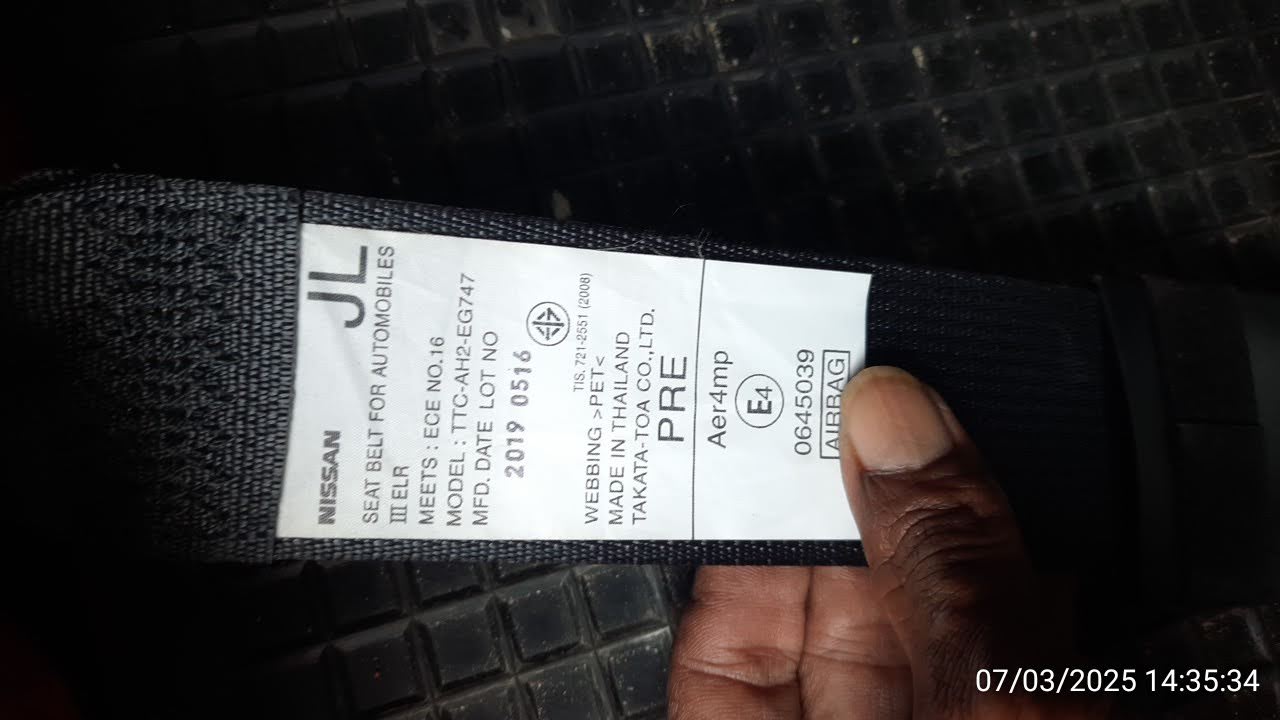 JL
NISSAN
SEAT BELT FOR AUTOMOBILES
III ELR
MEETS : ECE NO.16
MODEL : TTC-AH2-EG747
MFD. DATE LOT NO
2019 0516
TIS. 721-2551 (2008)
WEBBING >PET<
MADE IN THAILAND
TAKATA-TOA CO.,LTD.
PRE
Aer4mp
E4
0645039
AIRBAG
07/03/2025 14:35:34